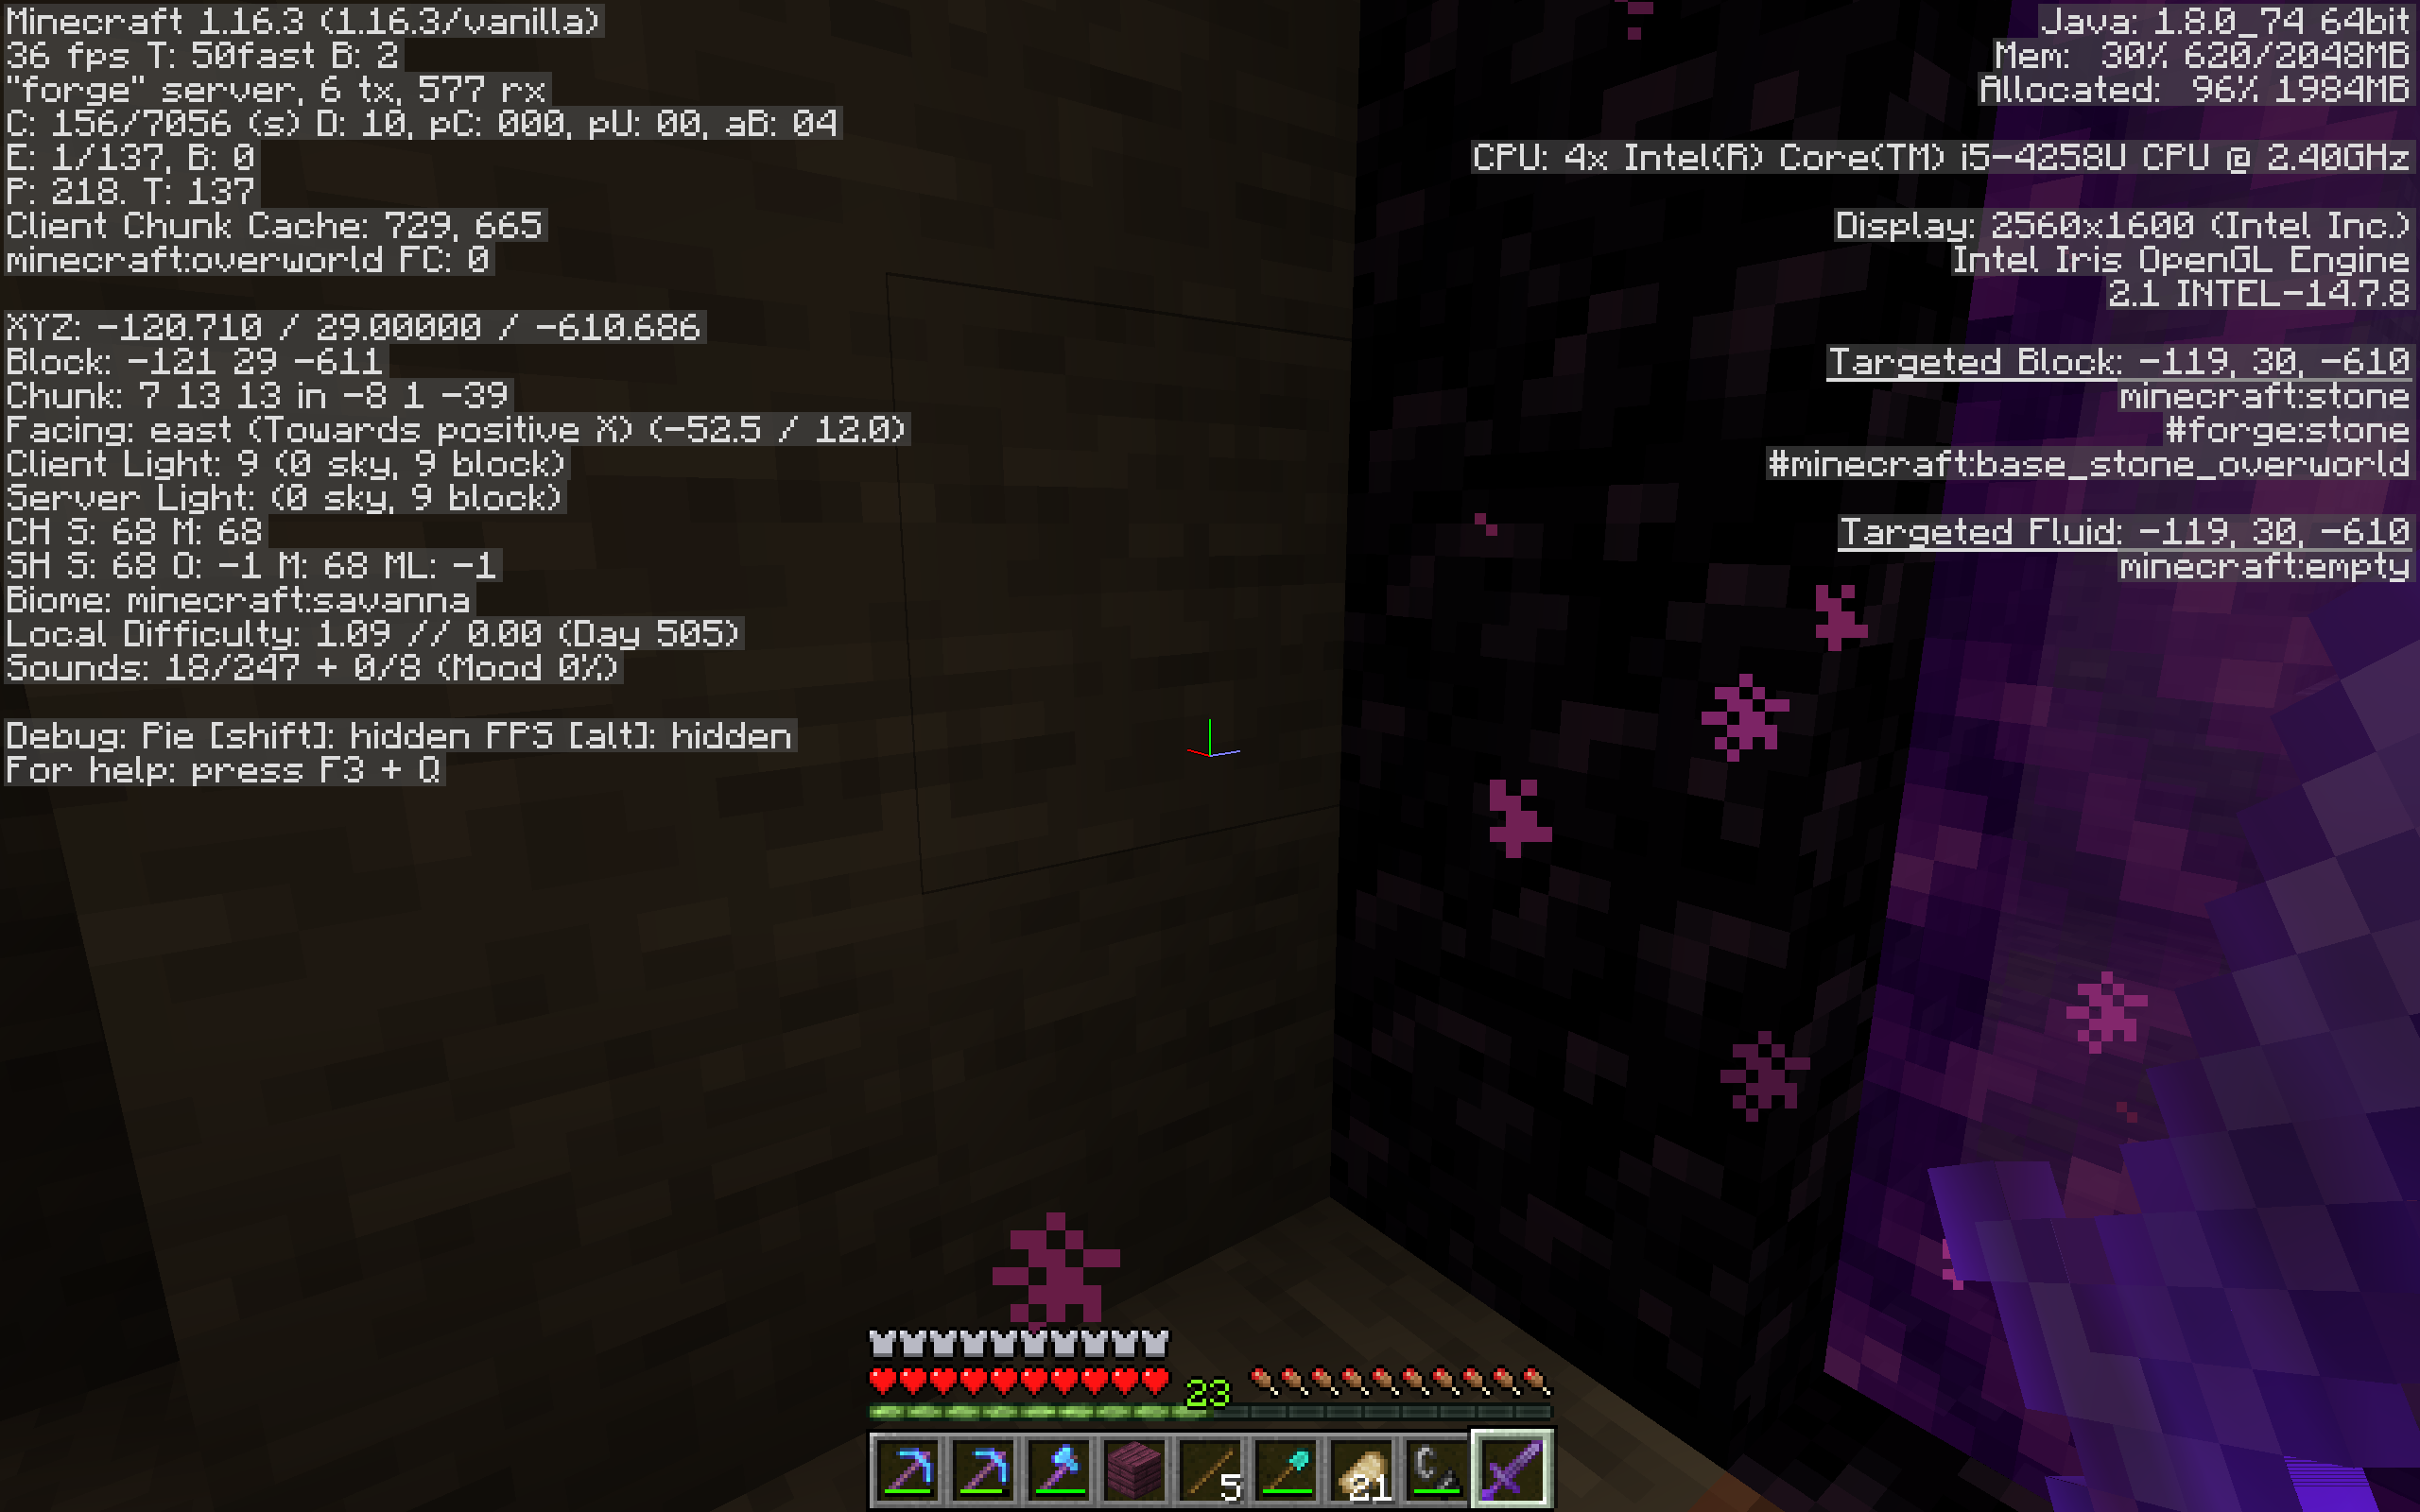 Minecraft 1.16.3 (1.16.3/vanilla)
36 fps T: 50fast B: 2
"forge" server, 6 tx, 577 rx
C: 156/7056 (s) D: 10, pC: 000, pU: 00, aB: 04
E: 1/137, B: 0
P: 218. T: 137
Client Chunk Cache: 729, 665
minecraft:overworld FC: 0
XYZ: -120.710 / 29.00000 / -610.686
Block: -121 29 -611
Chunk: 7 13 13 in -8 1 -39
Facing: east (Towards positive X) (-52.5 / 12.0)
Client Light: 9 (0 sky, 9 block)
Server Light: (0 sky, 9 block)
CH S: 68 M: 68
SH S: 68 O: -1 M: 68 ML: -1
Biome: minecraft:savanna
Local Difficulty: 1.09 // 0.00 (Day 505)
Sounds: 18/247 + 0/8 (Mood 0%)
Debug: Pie [shift]: hidden FPS [alt]: hidden
For help: press F3 + Q
Java: 1.8.0_74 64bit
Mem: 30% 620/2048MB
Allocated: 96% 1984MB
CPU: 4x Intel(R) Core(TM) i5-4258U CPU @ 2.40GHz
Display: 2560x1600 (Intel Inc.)
Intel Iris OpenGL Engine
2.1 INTEL-14.7.8
Targeted Block: -119, 30, -610
minecraft:stone
#forge:stone
#minecraft:base_stone_overworld
Targeted Fluid: -119, 30, -610
minecraft:empty
23
5
21